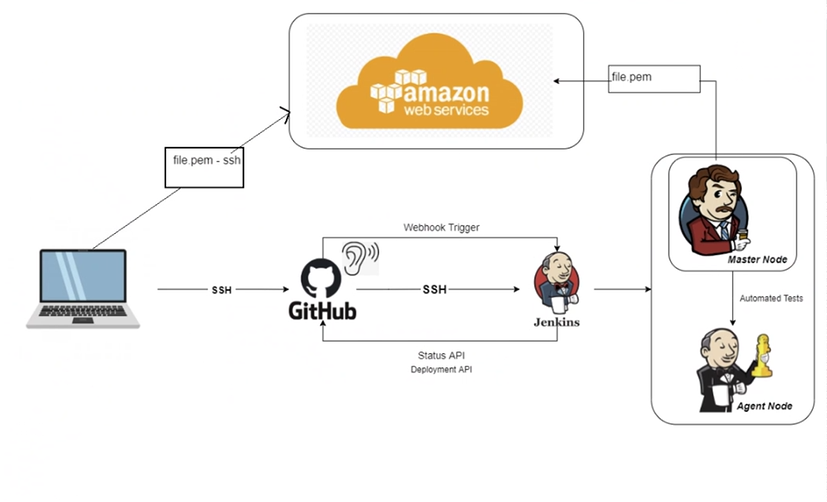 amazon
web services
file.pem
file.pem - ssh
Webhook Trigger
Master Node
SSH
GitHub
SSH
Jenkins
Automated Tests
Status API
Deployment API
Agent Node